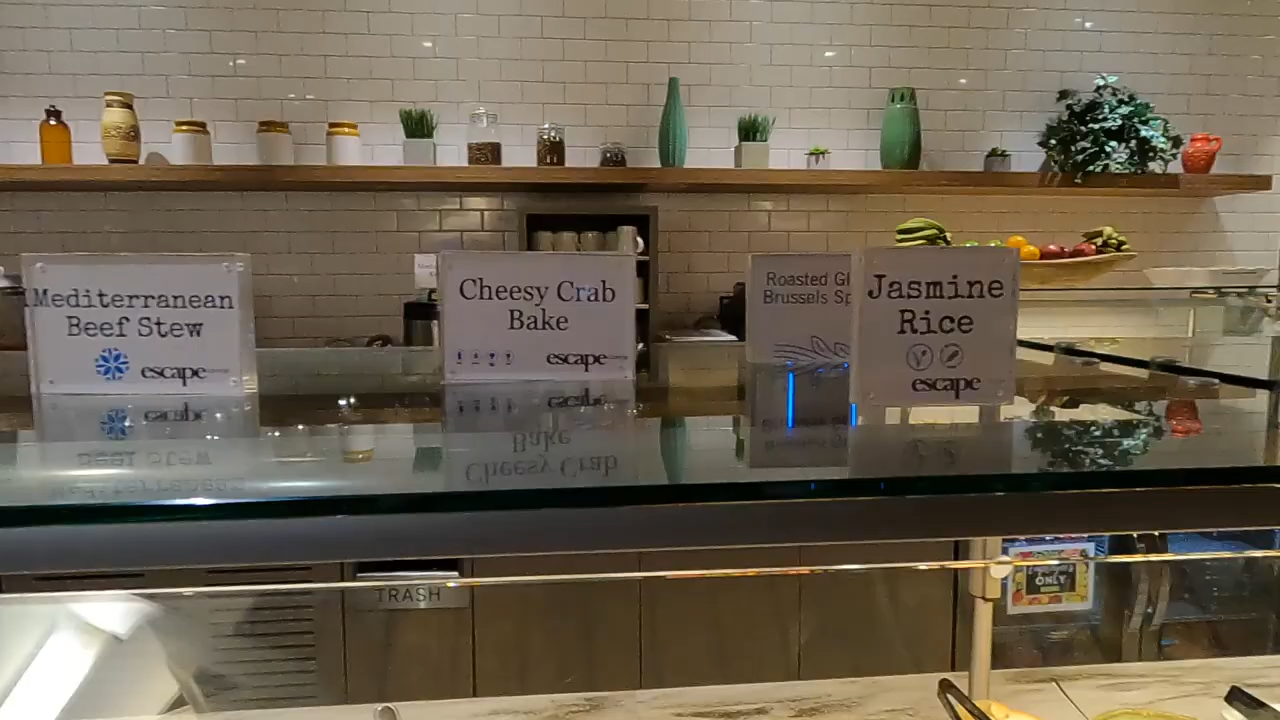 Mediterranean
Beef Stew
escape
Cheesy Crab
Bake
escape
Roasted
Brussels
Jasmine
Rice
escape
TRASH
ONLY